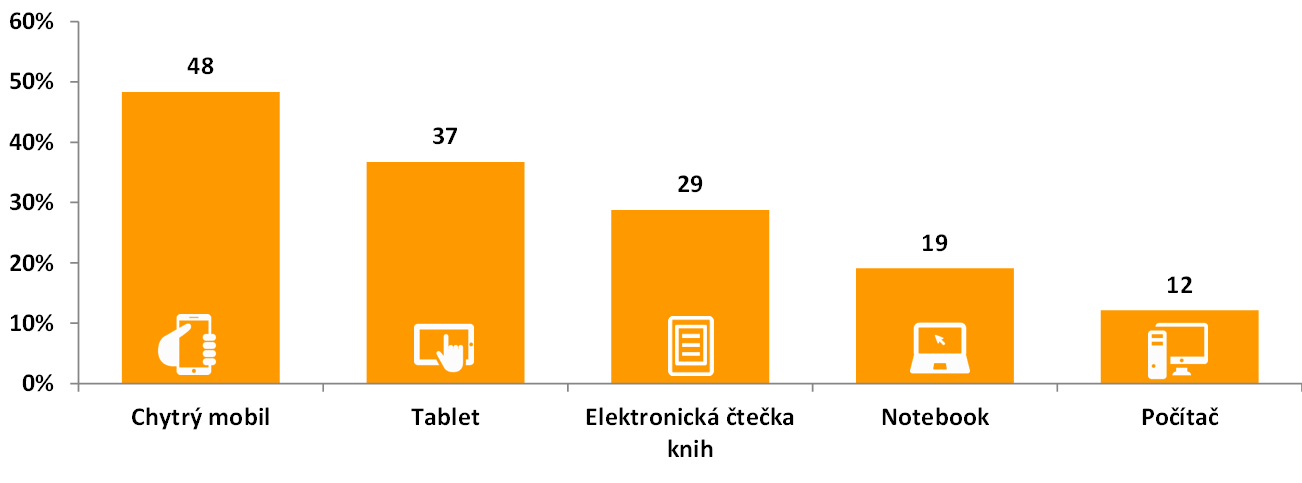 60%
50%
40%
30%
20%
10%
0%
48
37
29
19
12
Chytrý mobil
Tablet
Elektronická čtečka
knih
Notebook
Počítač